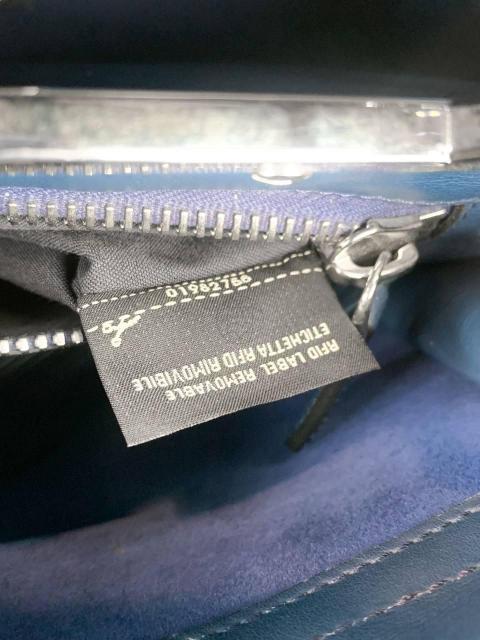 01962766
RFID LABEL REMOVABLE
ETICHETTA RFID RIMOVIBILE